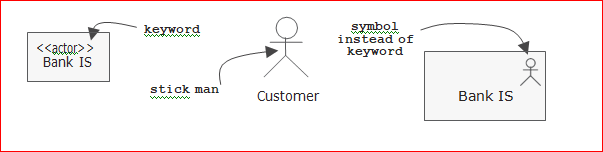 keyword
<<actor>>
Bank IS
stick man
Customer
symbol
instead of
keyword
Bank IS